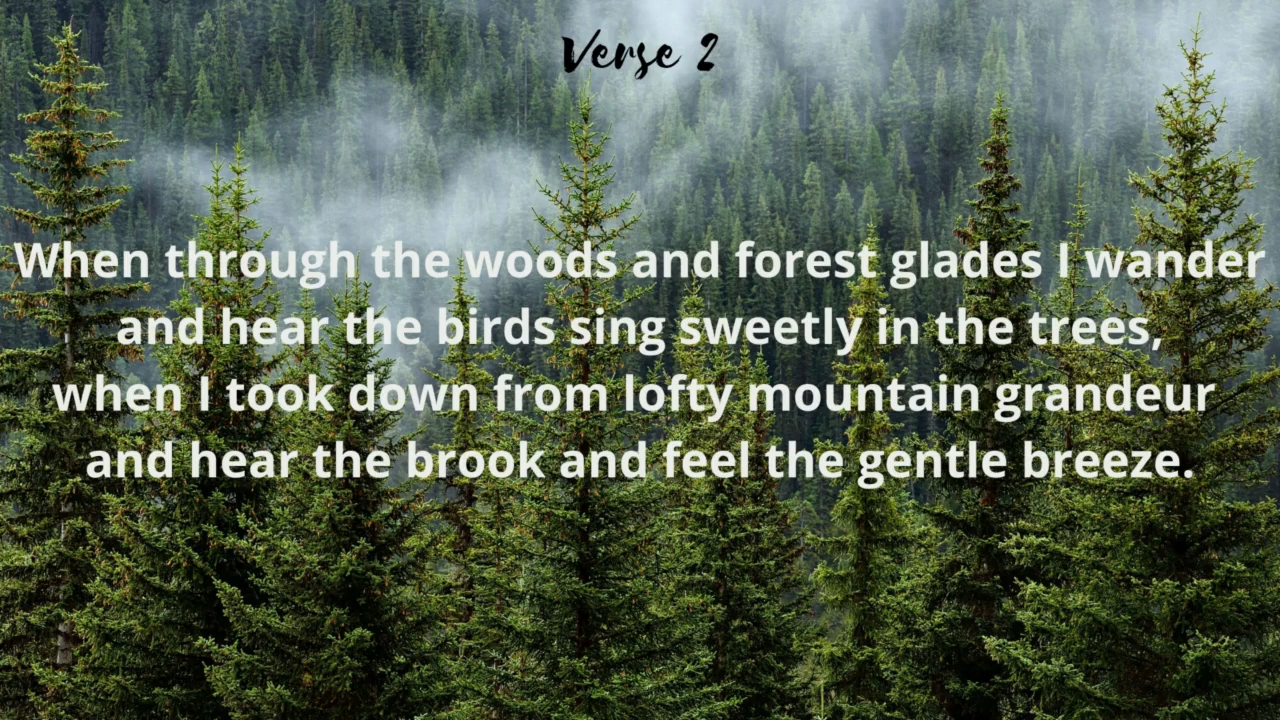 Verse 2
When through the woods and forest glades I wander
and hear the birds sing sweetly in the trees,
when I took down from lofty mountain grandeur
and hear the brook and feel the gentle breeze.